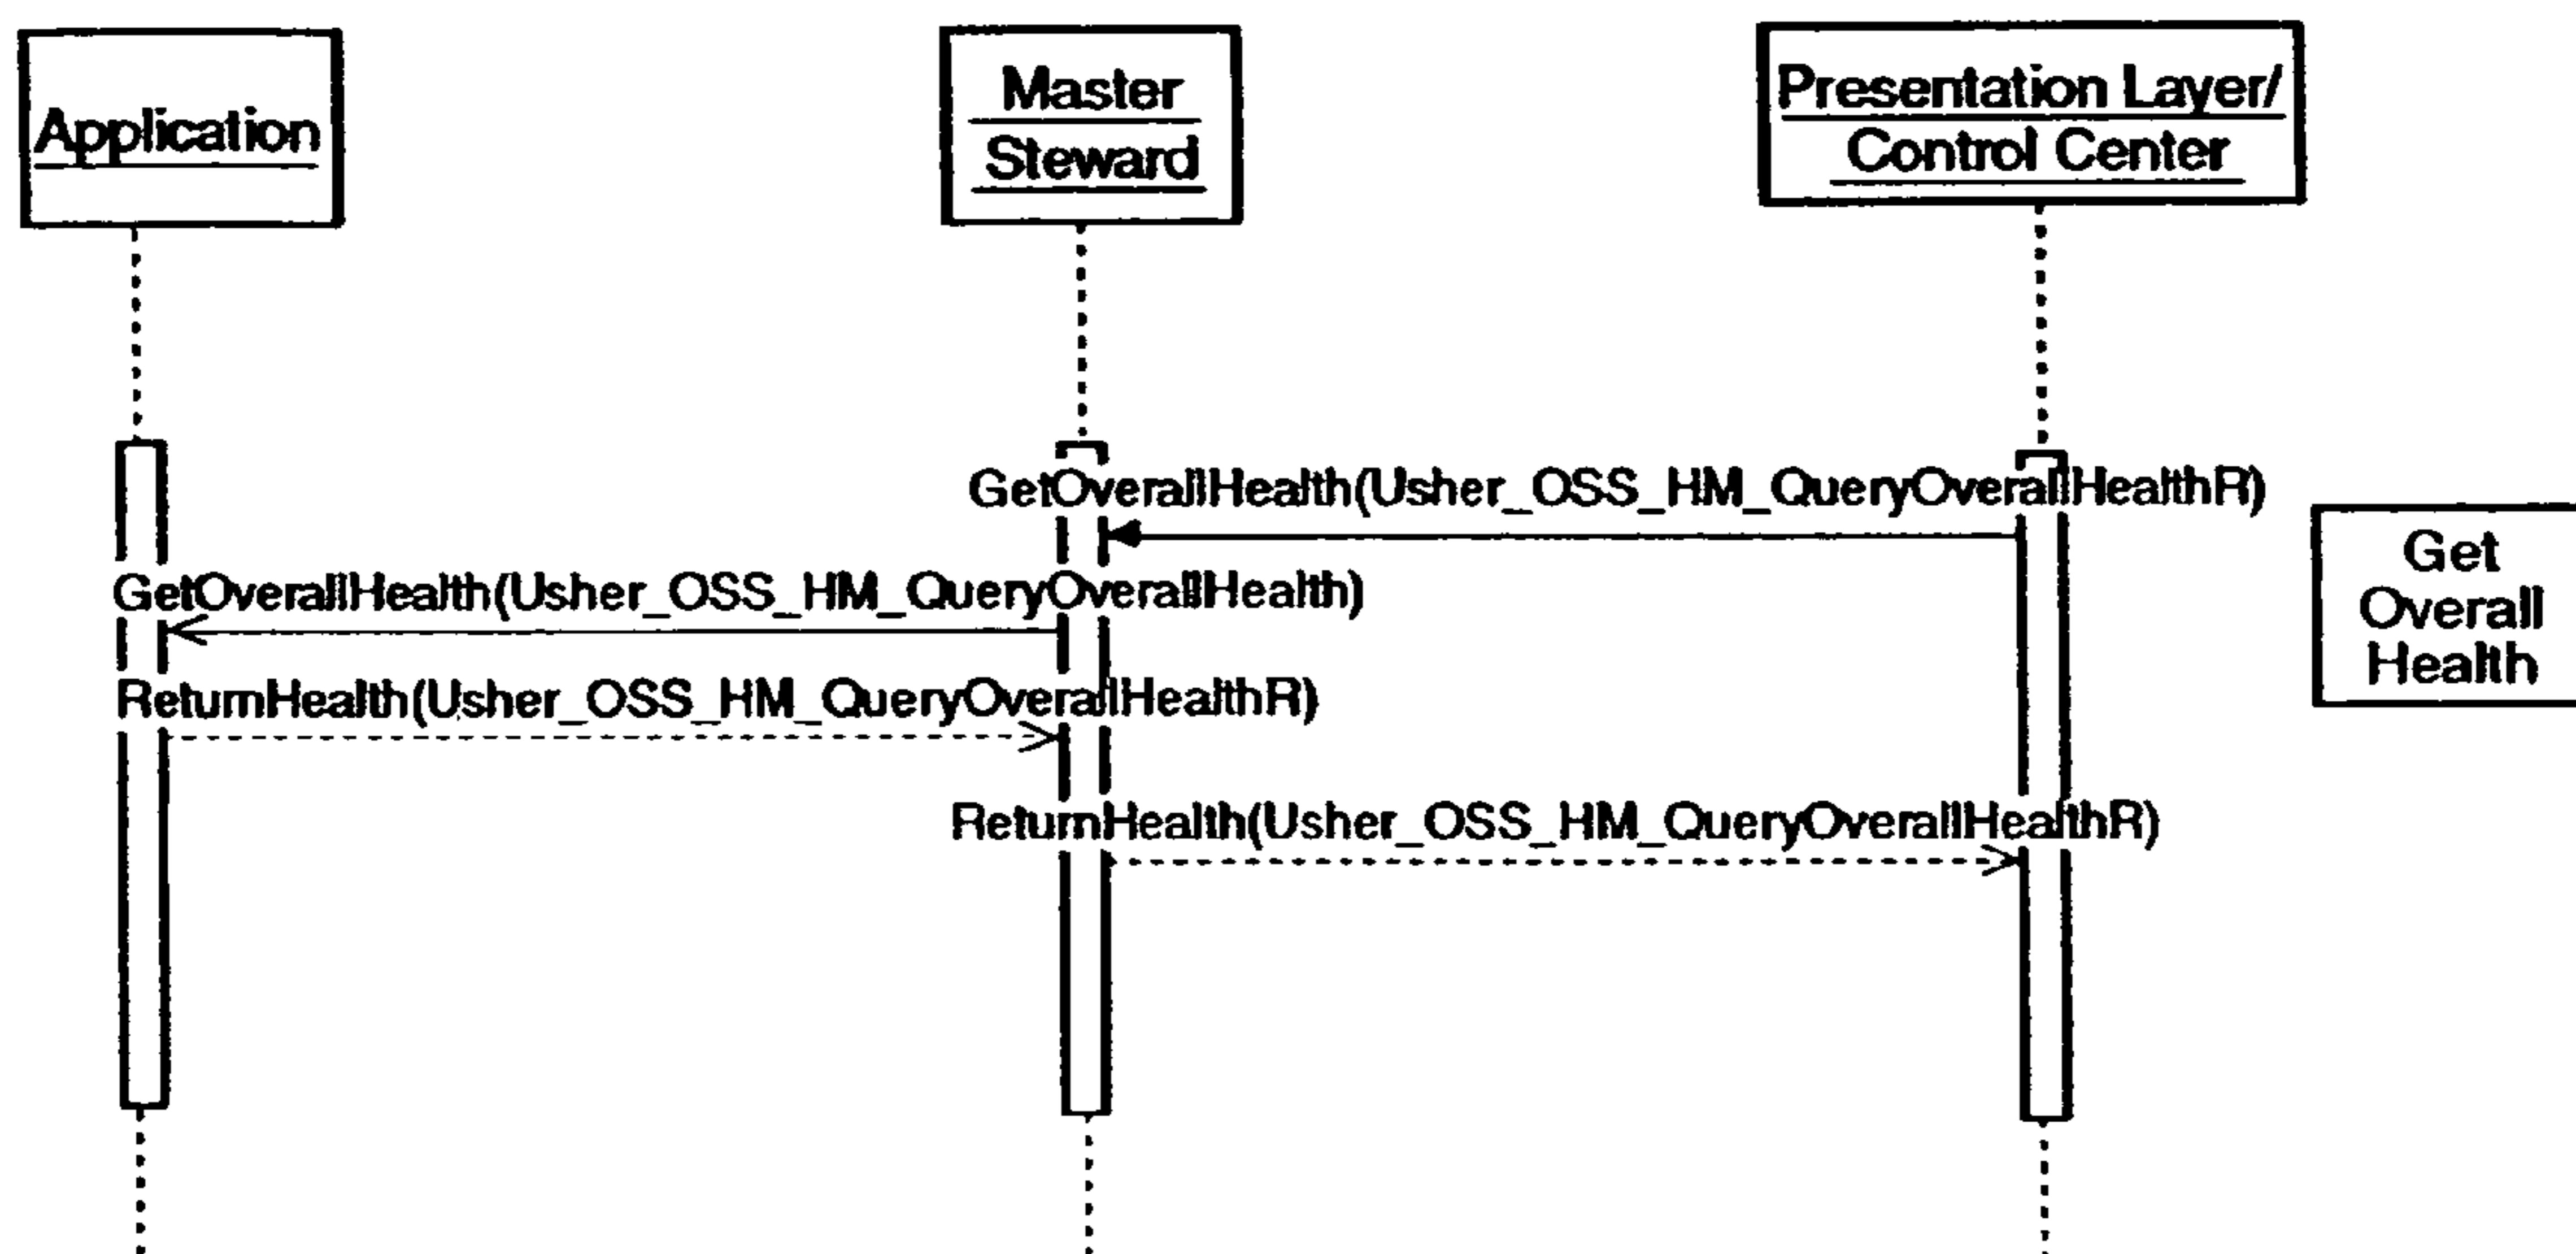 Application
Master
Steward
Presentation Layer/
Control Center
GetOverallHealth(Usher_OSS_HM_QueryOverallHealthR)
GetOverallHealth(Usher_OSS_HM_QueryOverallHealth)
ReturnHealth(Usher_OSS_HM_QueryOverallHealthR)
ReturnHealth(Usher_OSS_HM_QueryOverallHealthR)
Get
Overall
Health